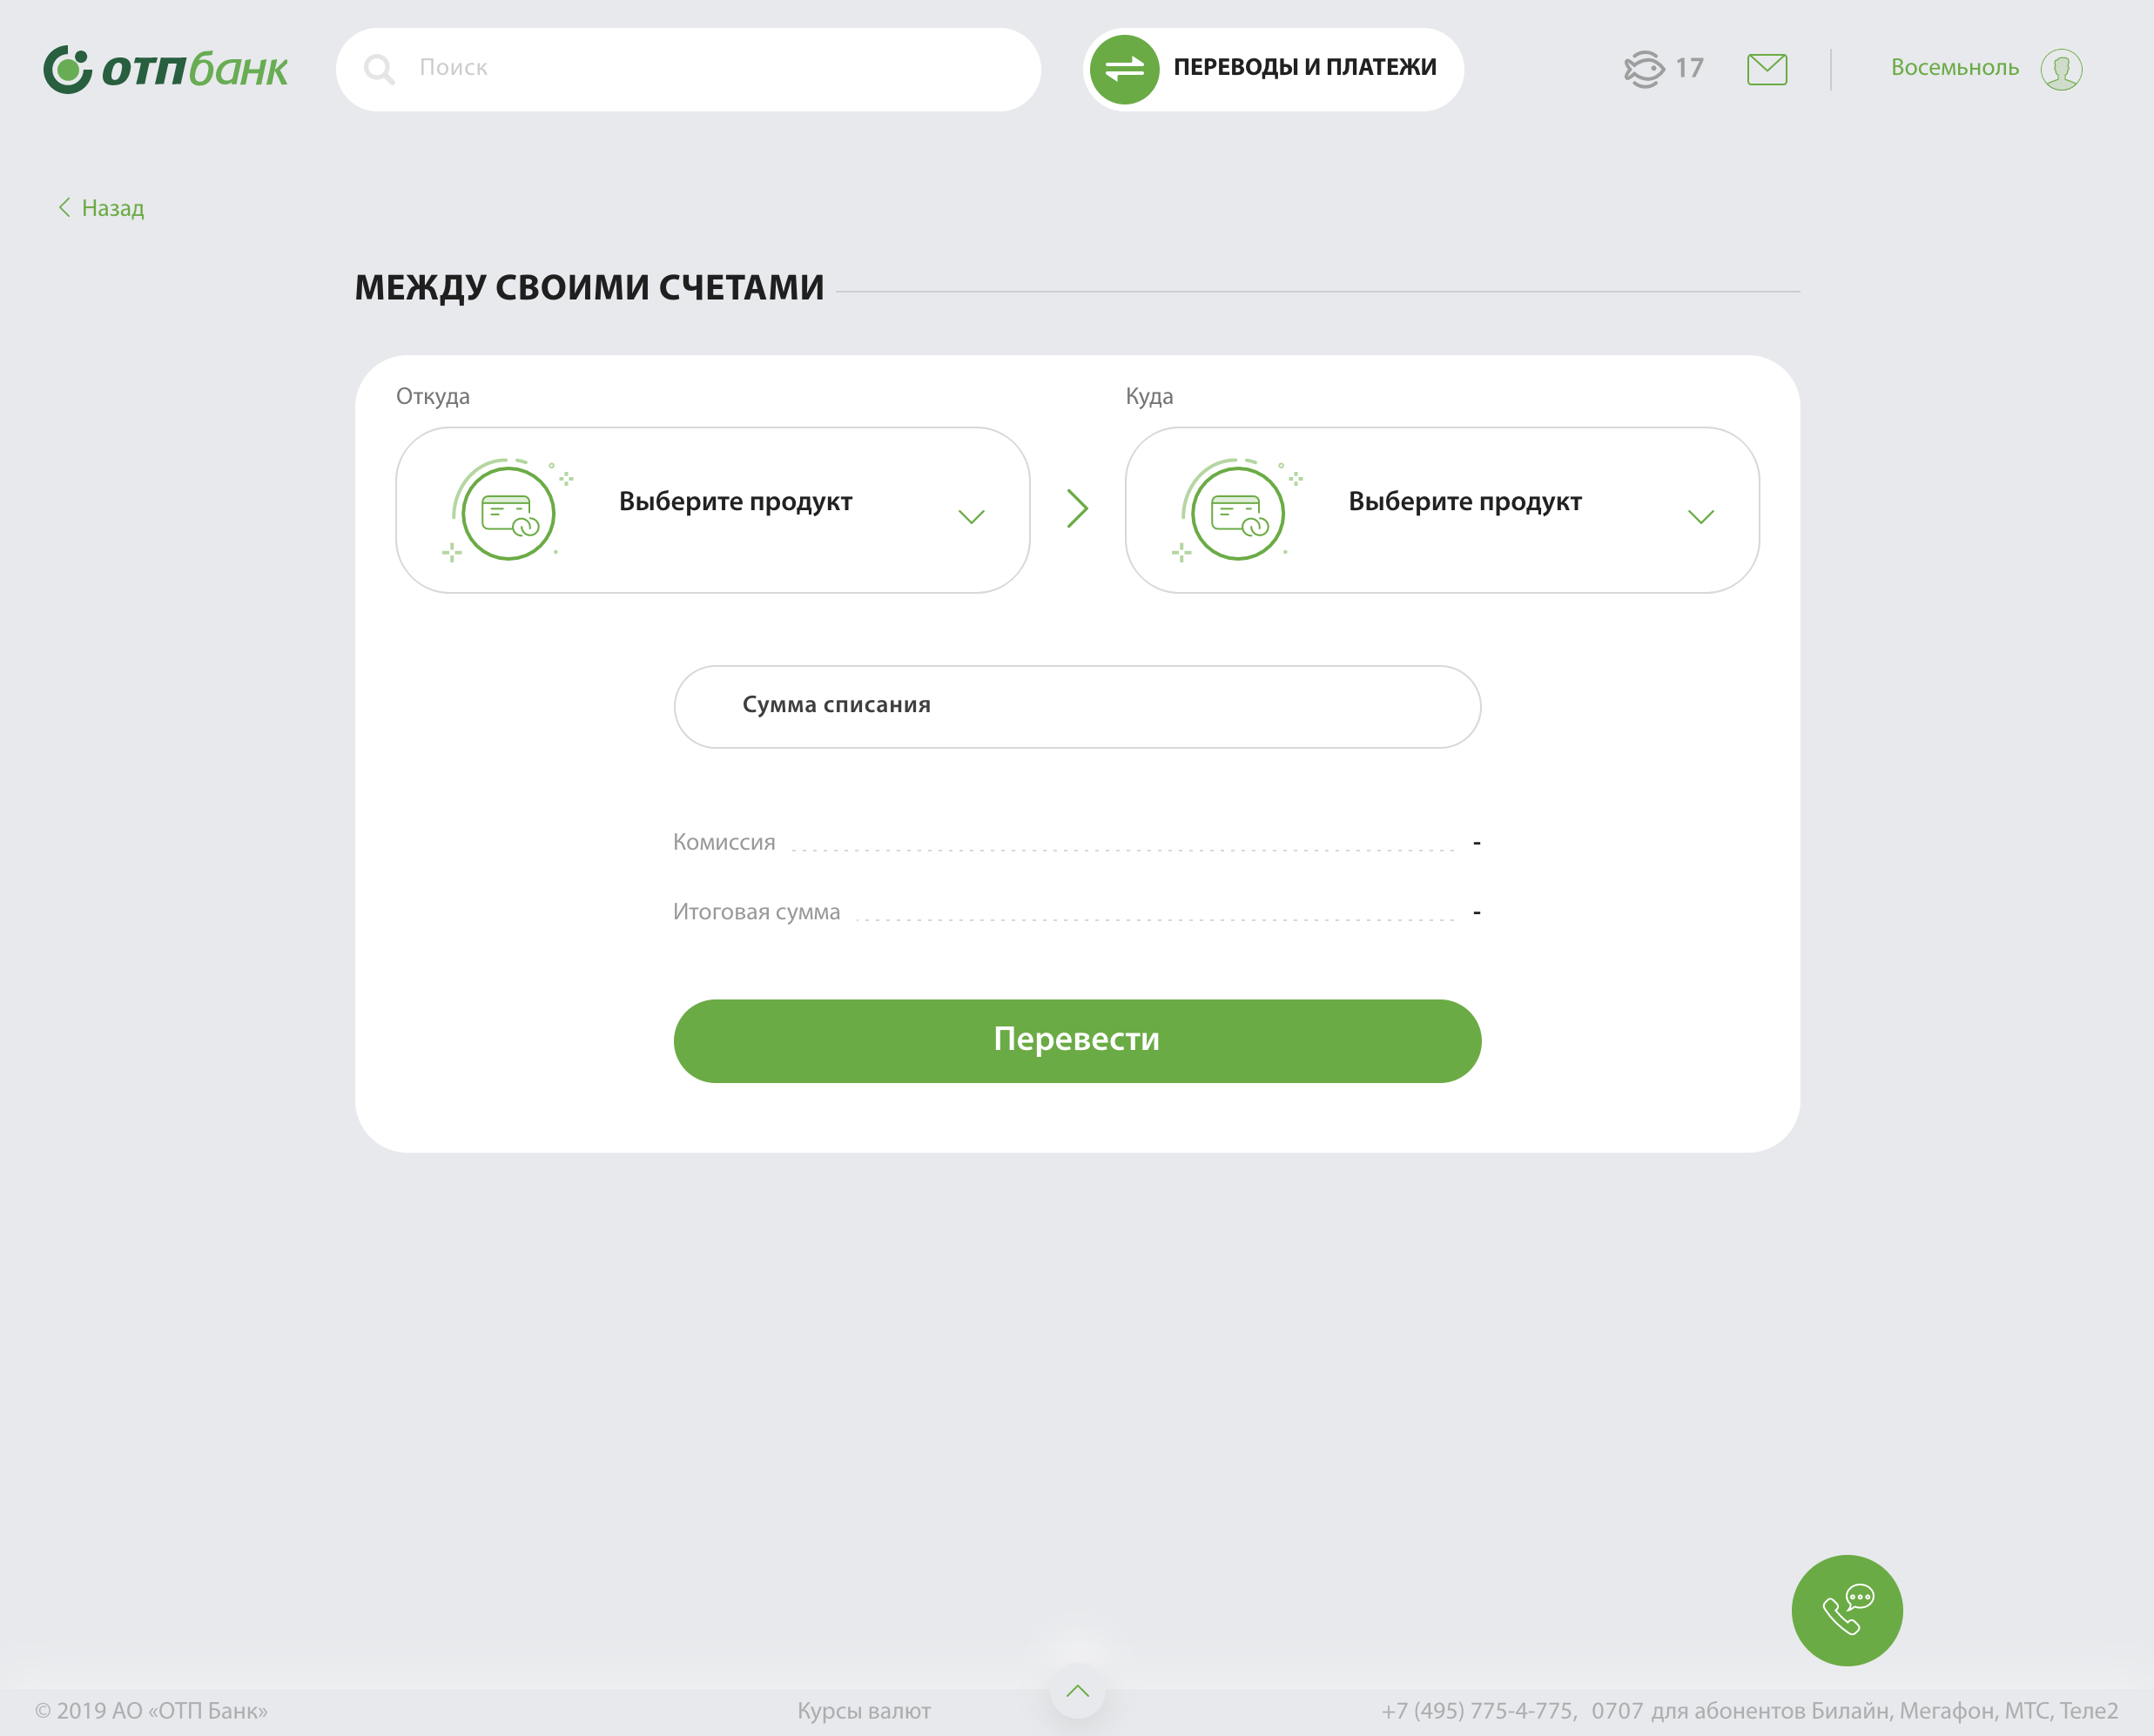 отпбанк
Поиск
ПЕРЕВОДЫ И ПЛАТЕЖИ
17
Восемьноль
Назад
МЕЖДУ СВОИМИ СЧЕТАМИ
Откуда
Куда
Выберите продукт
Выберите продукт
Сумма списания
Комиссия -
Итоговая сумма -
Перевести
© 2019 АО «ОТП Банк»
Курсы валют
+7 (495) 775-4-775, 0707 для абонентов Билайн, Мегафон, МТС, Теле2